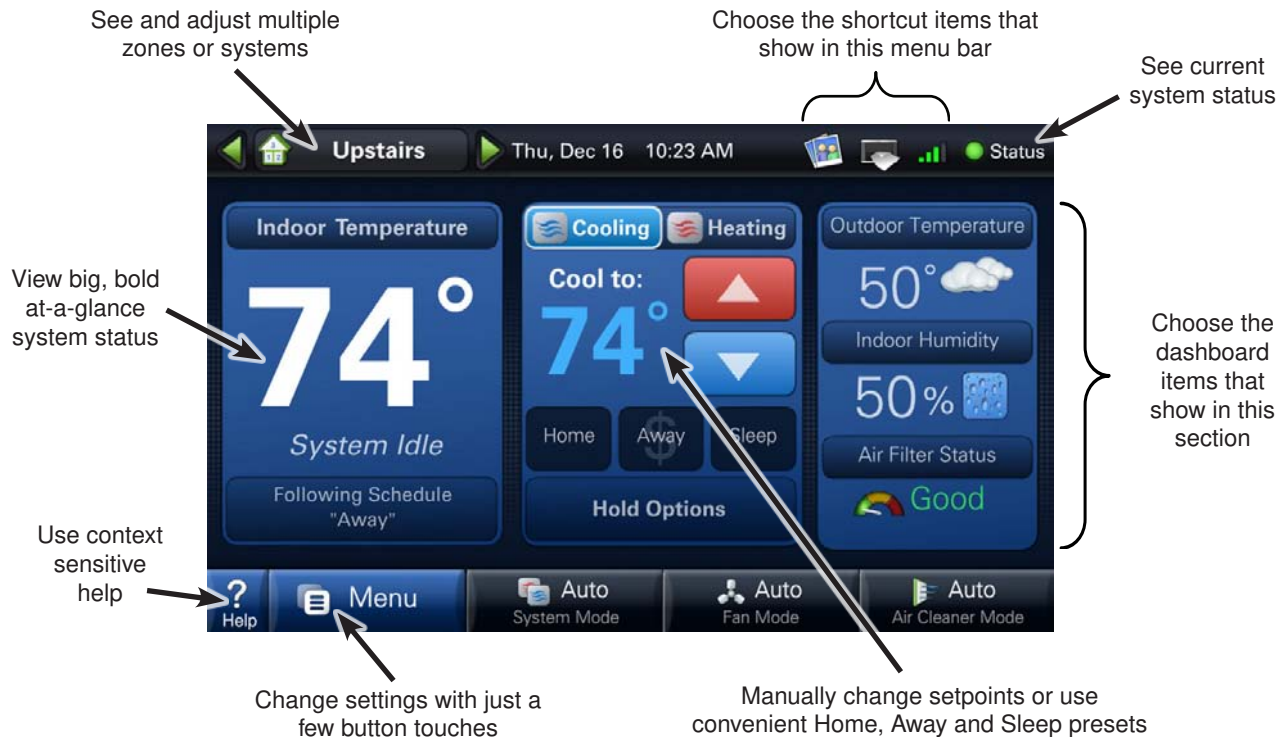 See and adjust multiple
zones or systems
Choose the shortcut items that
show in this menu bar
See current
system status
Upstairs
Thu, Dec 16 10:23 AM
Status
Indoor Temperature
74°
System Idle
Following Schedule
"Away"
Cooling
Heating
Cool to:
74°
Home
Away
$
Sleep
Hold Options
Outdoor Temperature
50°
Indoor Humidity
50%
Air Filter Status
Good
View big, bold
at-a-glance
system status
Choose the
dashboard
items that
show in this
section
Use context
sensitive
help
?
Help
Menu
Auto
System Mode
Auto
Fan Mode
Auto
Air Cleaner Mode
Change settings with just a
few button touches
Manually change setpoints or use
convenient Home, Away and Sleep presets